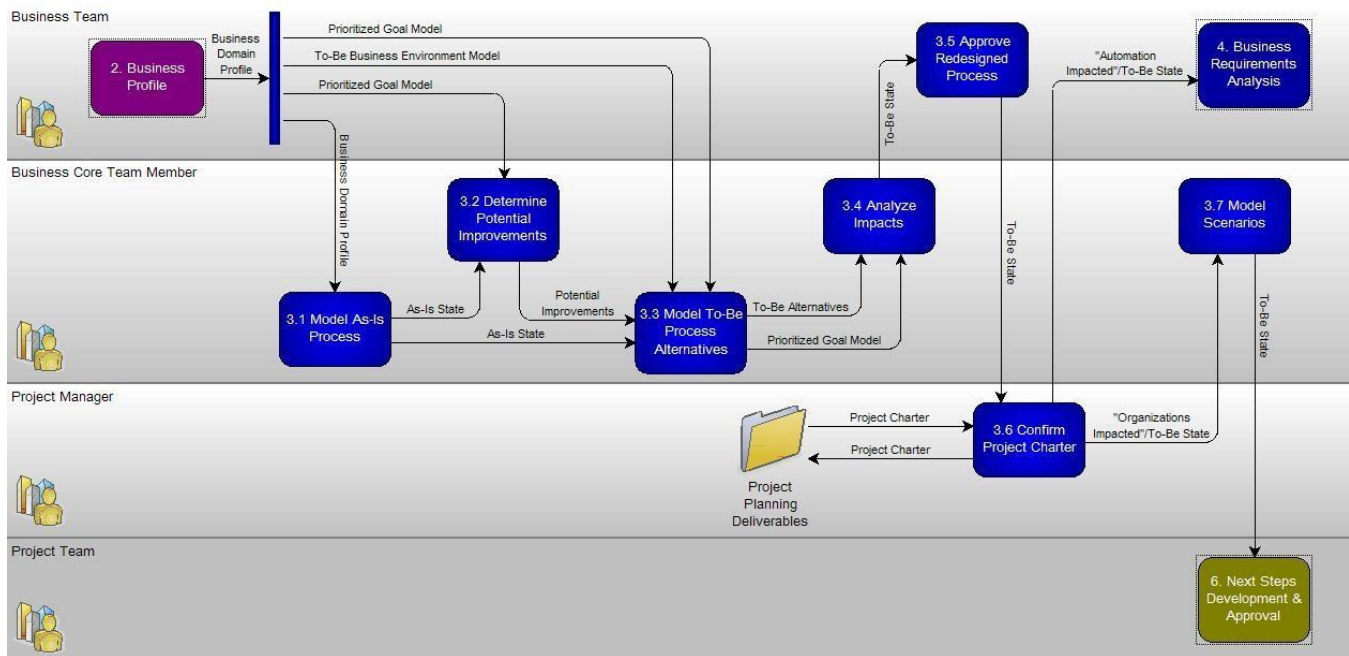 Business Team
2. Business
Profile
Business
Domain
Profile
Prioritized Goal Model
To-Be Business Environment Model
Prioritized Goal Model
Business Domain Profile
3.5 Approve
Redesigned
Process
To-Be State
"Automation
Impacted"/To-Be State
4. Business
Requirements
Analysis
Business Core Team Member
3.1 Model As-Is
Process
As-Is State
As-Is State
3.2 Determine
Potential
Improvements
Potential
Improvements
3.3 Model To-Be
Process
Alternatives
To-Be Alternatives
Prioritized Goal Model
3.4 Analyze
Impacts
To-Be State
3.7 Model
Scenarios
To-Be State
Project Manager
Project Charter
Project Charter
Project
Planning
Deliverables
3.6 Confirm
Project Charter
"Organizations
Impacted"/To-Be State
Project Team
6. Next Steps
Development &
Approval